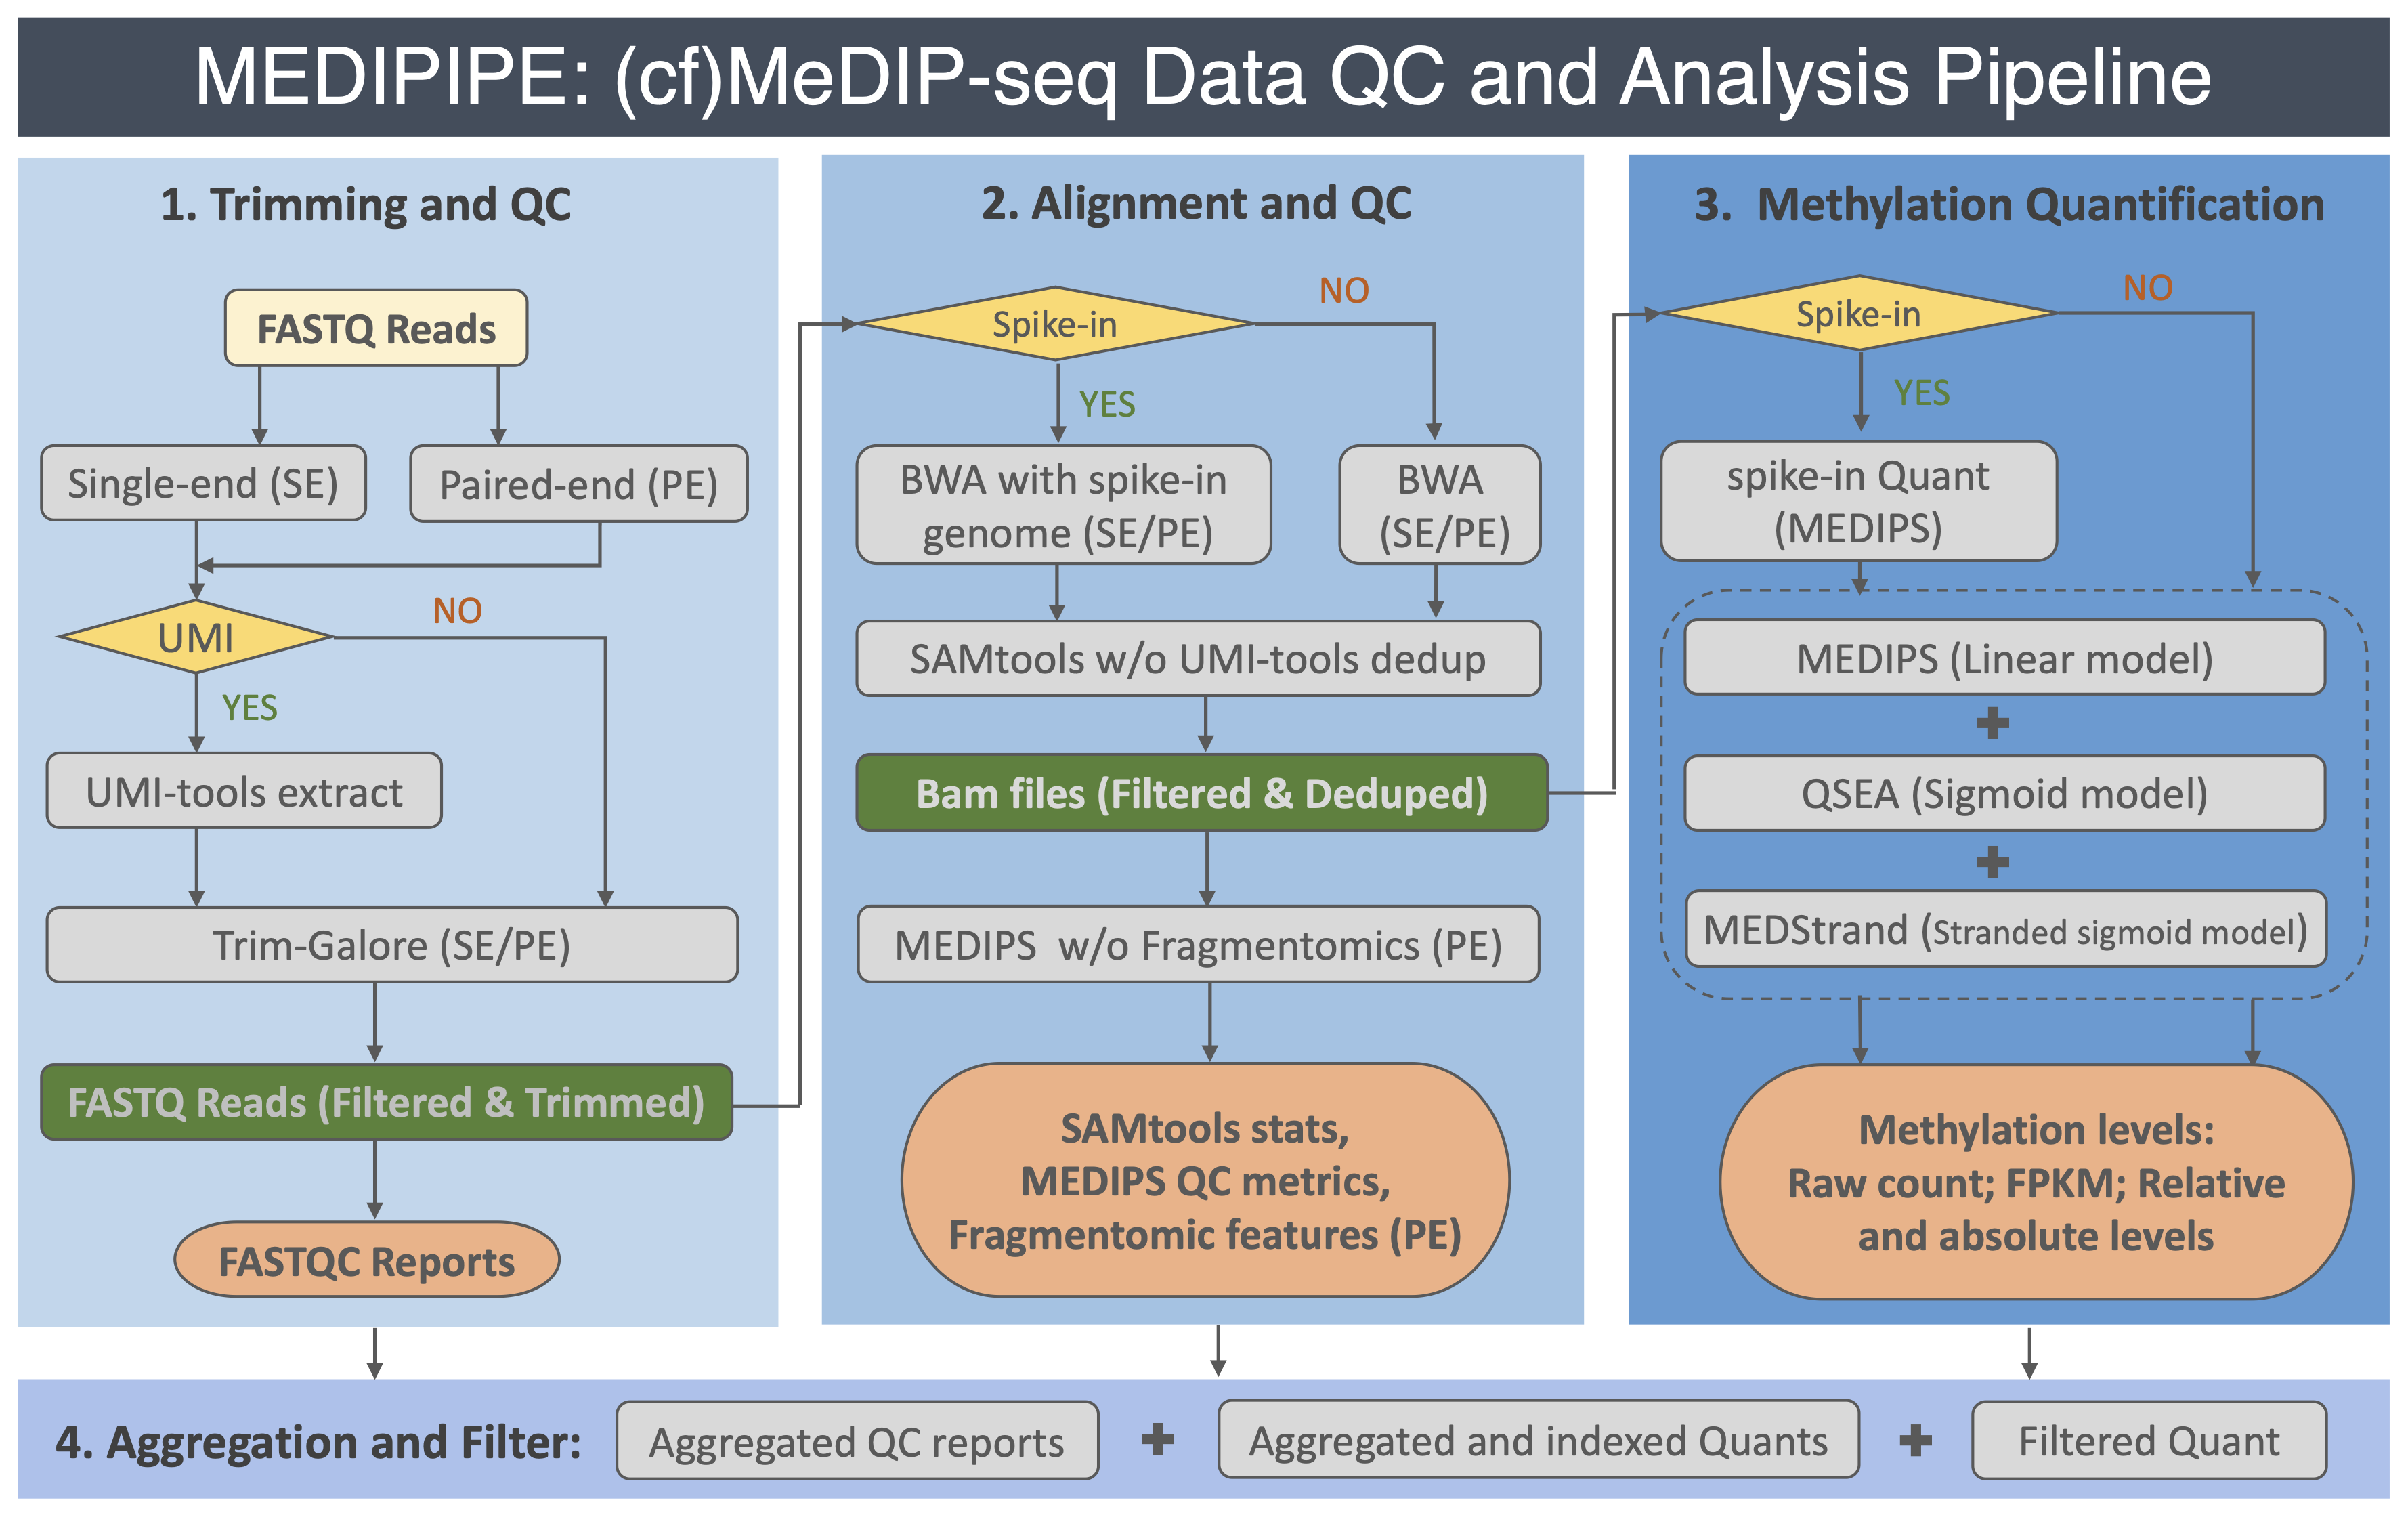 MEDIPIPE: (cf)MeDIP-seq Data QC and Analysis Pipeline
1. Trimming and QC
FASTQ Reads
Single-end (SE)
Paired-end (PE)
UMI
NO
YES
UMI-tools extract
Trim-Galore (SE/PE)
FASTQ Reads (Filtered & Trimmed)
FASTQC Reports
2. Alignment and QC
Spike-in
NO
YES
BWA with spike-in
genome (SE/PE)
BWA
(SE/PE)
SAMtools w/o UMI-tools dedup
Bam files (Filtered & Deduped)
MEDIPS w/o Fragmentomics (PE)
SAMtools stats,
MEDIPS QC metrics,
Fragmentomic features (PE)
3. Methylation Quantification
Spike-in
NO
YES
spike-in Quant
(MEDIPS)
MEDIPS (Linear model)
+
QSEA (Sigmoid model)
+
MEDStrand (Stranded sigmoid model)
Methylation levels:
Raw count; FPKM; Relative
and absolute levels
4. Aggregation and Filter:
Aggregated QC reports
+
Aggregated and indexed Quants
+
Filtered Quant